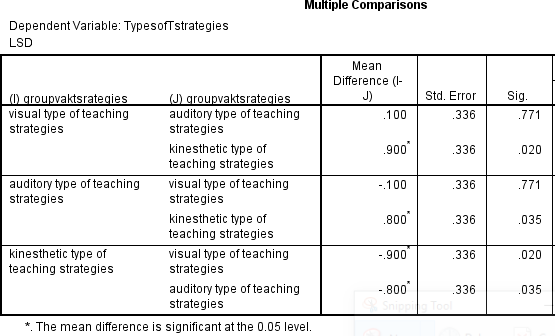 Multiple Comparisons
Dependent Variable: TypesofTstrategies
LSD
(I) groupvaktsrategies (J) groupvaktsrategies Mean Difference (I-J) Std. Error Sig.
visual type of teaching strategies auditory type of teaching strategies .100 .336 .771
kinesthetic type of teaching strategies .900* .336 .020
auditory type of teaching strategies visual type of teaching strategies -.100 .336 .771
kinesthetic type of teaching strategies .800* .336 .035
kinesthetic type of teaching strategies visual type of teaching strategies -.900* .336 .020
auditory type of teaching strategies -.800* .336 .035
Snipping Tool
*. The mean difference is significant at the 0.05 level.